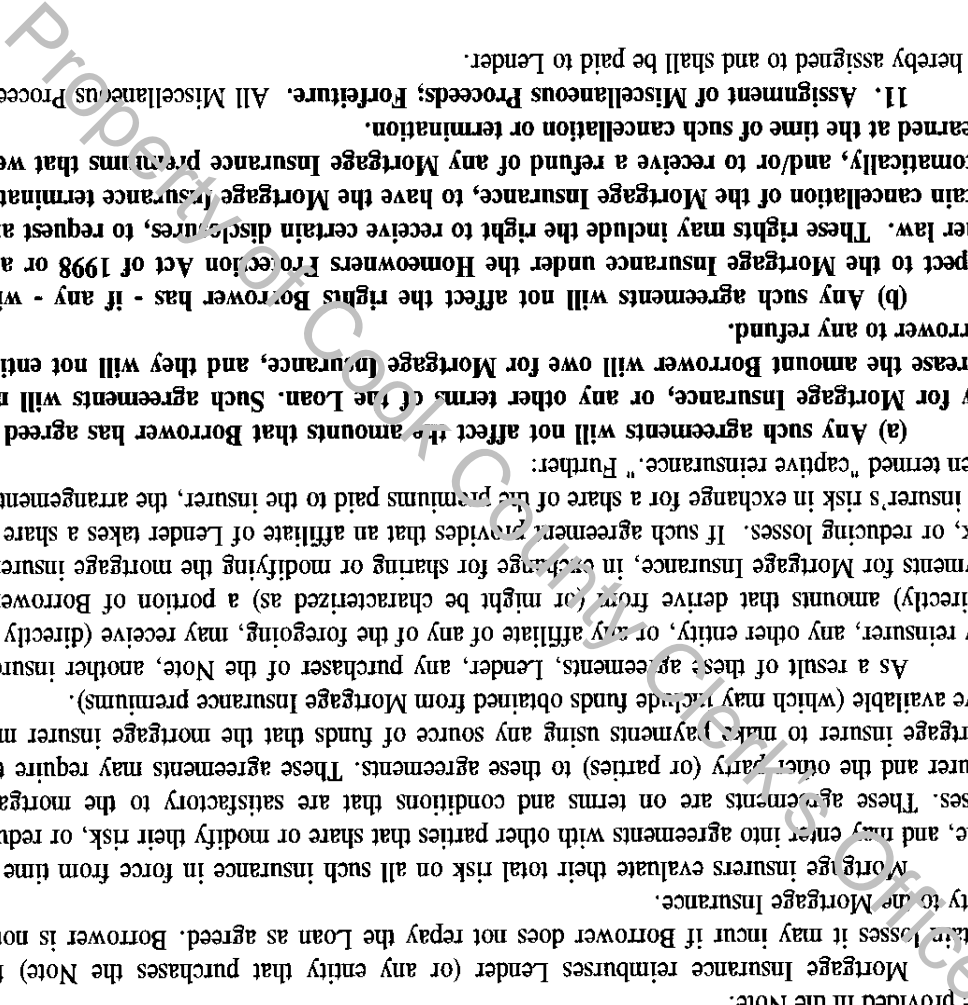 provided in the Note.
Mortgage Insurance reimburses Lender (or any entity that purchases the Note)
tain losses it may incur if Borrower does not repay the Loan as agreed. Borrower is no
ty to the Mortgage Insurance.
Mortgage insurers evaluate their total risk on all such insurance in force from time
e, and may enter into agreements with other parties that share or modify their risk, or redu
ses. These agreements are on terms and conditions that are satisfactory to the mortga
urer and the other party (or parties) to these agreements. These agreements may require
rtgage insurer to make payments using any source of funds that the mortgage insurer m
ve available (which may include funds obtained from Mortgage Insurance premiums).
As a result of these agreements, Lender, any purchaser of the Note, another insur
reinsurer, any other entity, or any affiliate of any of the foregoing, may receive (directly
directly) amounts that derive from (or might be characterized as) a portion of Borrowe
yments for Mortgage Insurance, in exchange for sharing or modifying the mortgage insure
k, or reducing losses. If such agreement provides that an affiliate of Lender takes a share
insurer's risk in exchange for a share of the premiums paid to the insurer, the arrangement
en termed "captive reinsurance." Further:
(a) Any such agreements will not affect the amounts that Borrower has agreed
y for Mortgage Insurance, or any other terms of the Loan. Such agreements will n
rease the amount Borrower will owe for Mortgage Insurance, and they will not enti
rrower to any refund.
(b) Any such agreements will not affect the rights Borrower has - if any - wi
pect to the Mortgage Insurance under the Homeowners Protection Act of 1998 or a
er law. These rights may include the right to receive certain disclosures, to request a
tain cancellation of the Mortgage Insurance, to have the Mortgage Insurance terminat
tomatically, and/or to receive a refund of any Mortgage Insurance premiums that we
earned at the time of such cancellation or termination.
11. Assignment of Miscellaneous Proceeds; Forfeiture. All Miscellaneous Procee
hereby assigned to and shall be paid to Lender.
Property of Cook County Clerk's Office